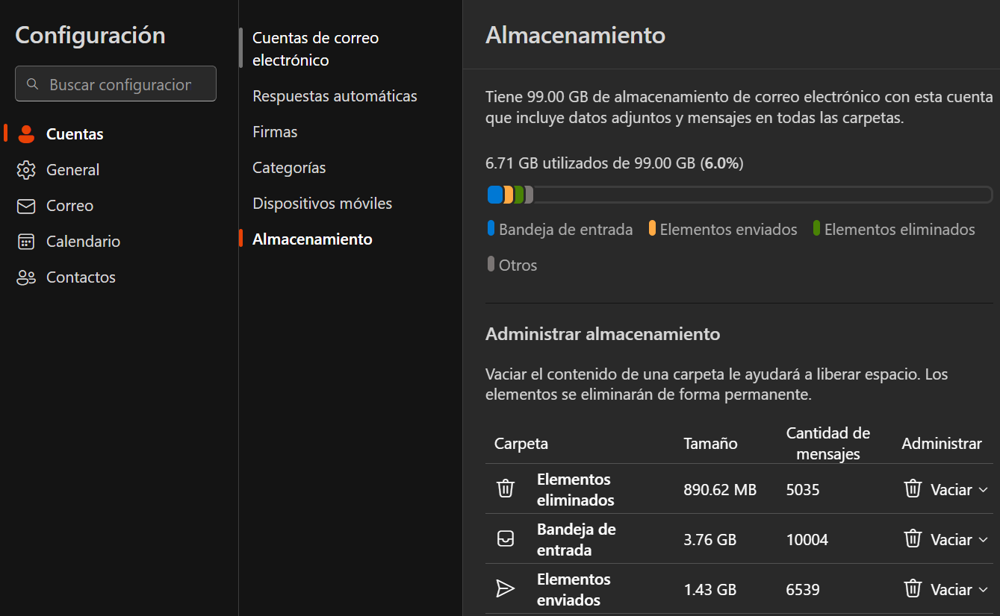 Configuración
Buscar configuracior
Cuentas
General
Correo
Calendario
Contactos
Cuentas de correo
electrónico
Respuestas automáticas
Firmas
Categorías
Dispositivos móviles
Almacenamiento
Almacenamiento
Tiene 99.00 GB de almacenamiento de correo electrónico con esta cuenta
que incluye datos adjuntos y mensajes en todas las carpetas.
6.71 GB utilizados de 99.00 GB (6.0%)
Bandeja de entrada Elementos enviados Elementos eliminados
Otros
Administrar almacenamiento
Vaciar el contenido de una carpeta le ayudará a liberar espacio. Los
elementos se eliminarán de forma permanente.
Carpeta Tamaño Cantidad de mensajes Administrar
Elementos
eliminados 890.62 MB 5035 Vaciar
Bandeja de
entrada 3.76 GB 10004 Vaciar
Elementos
enviados 1.43 GB 6539 Vaciar